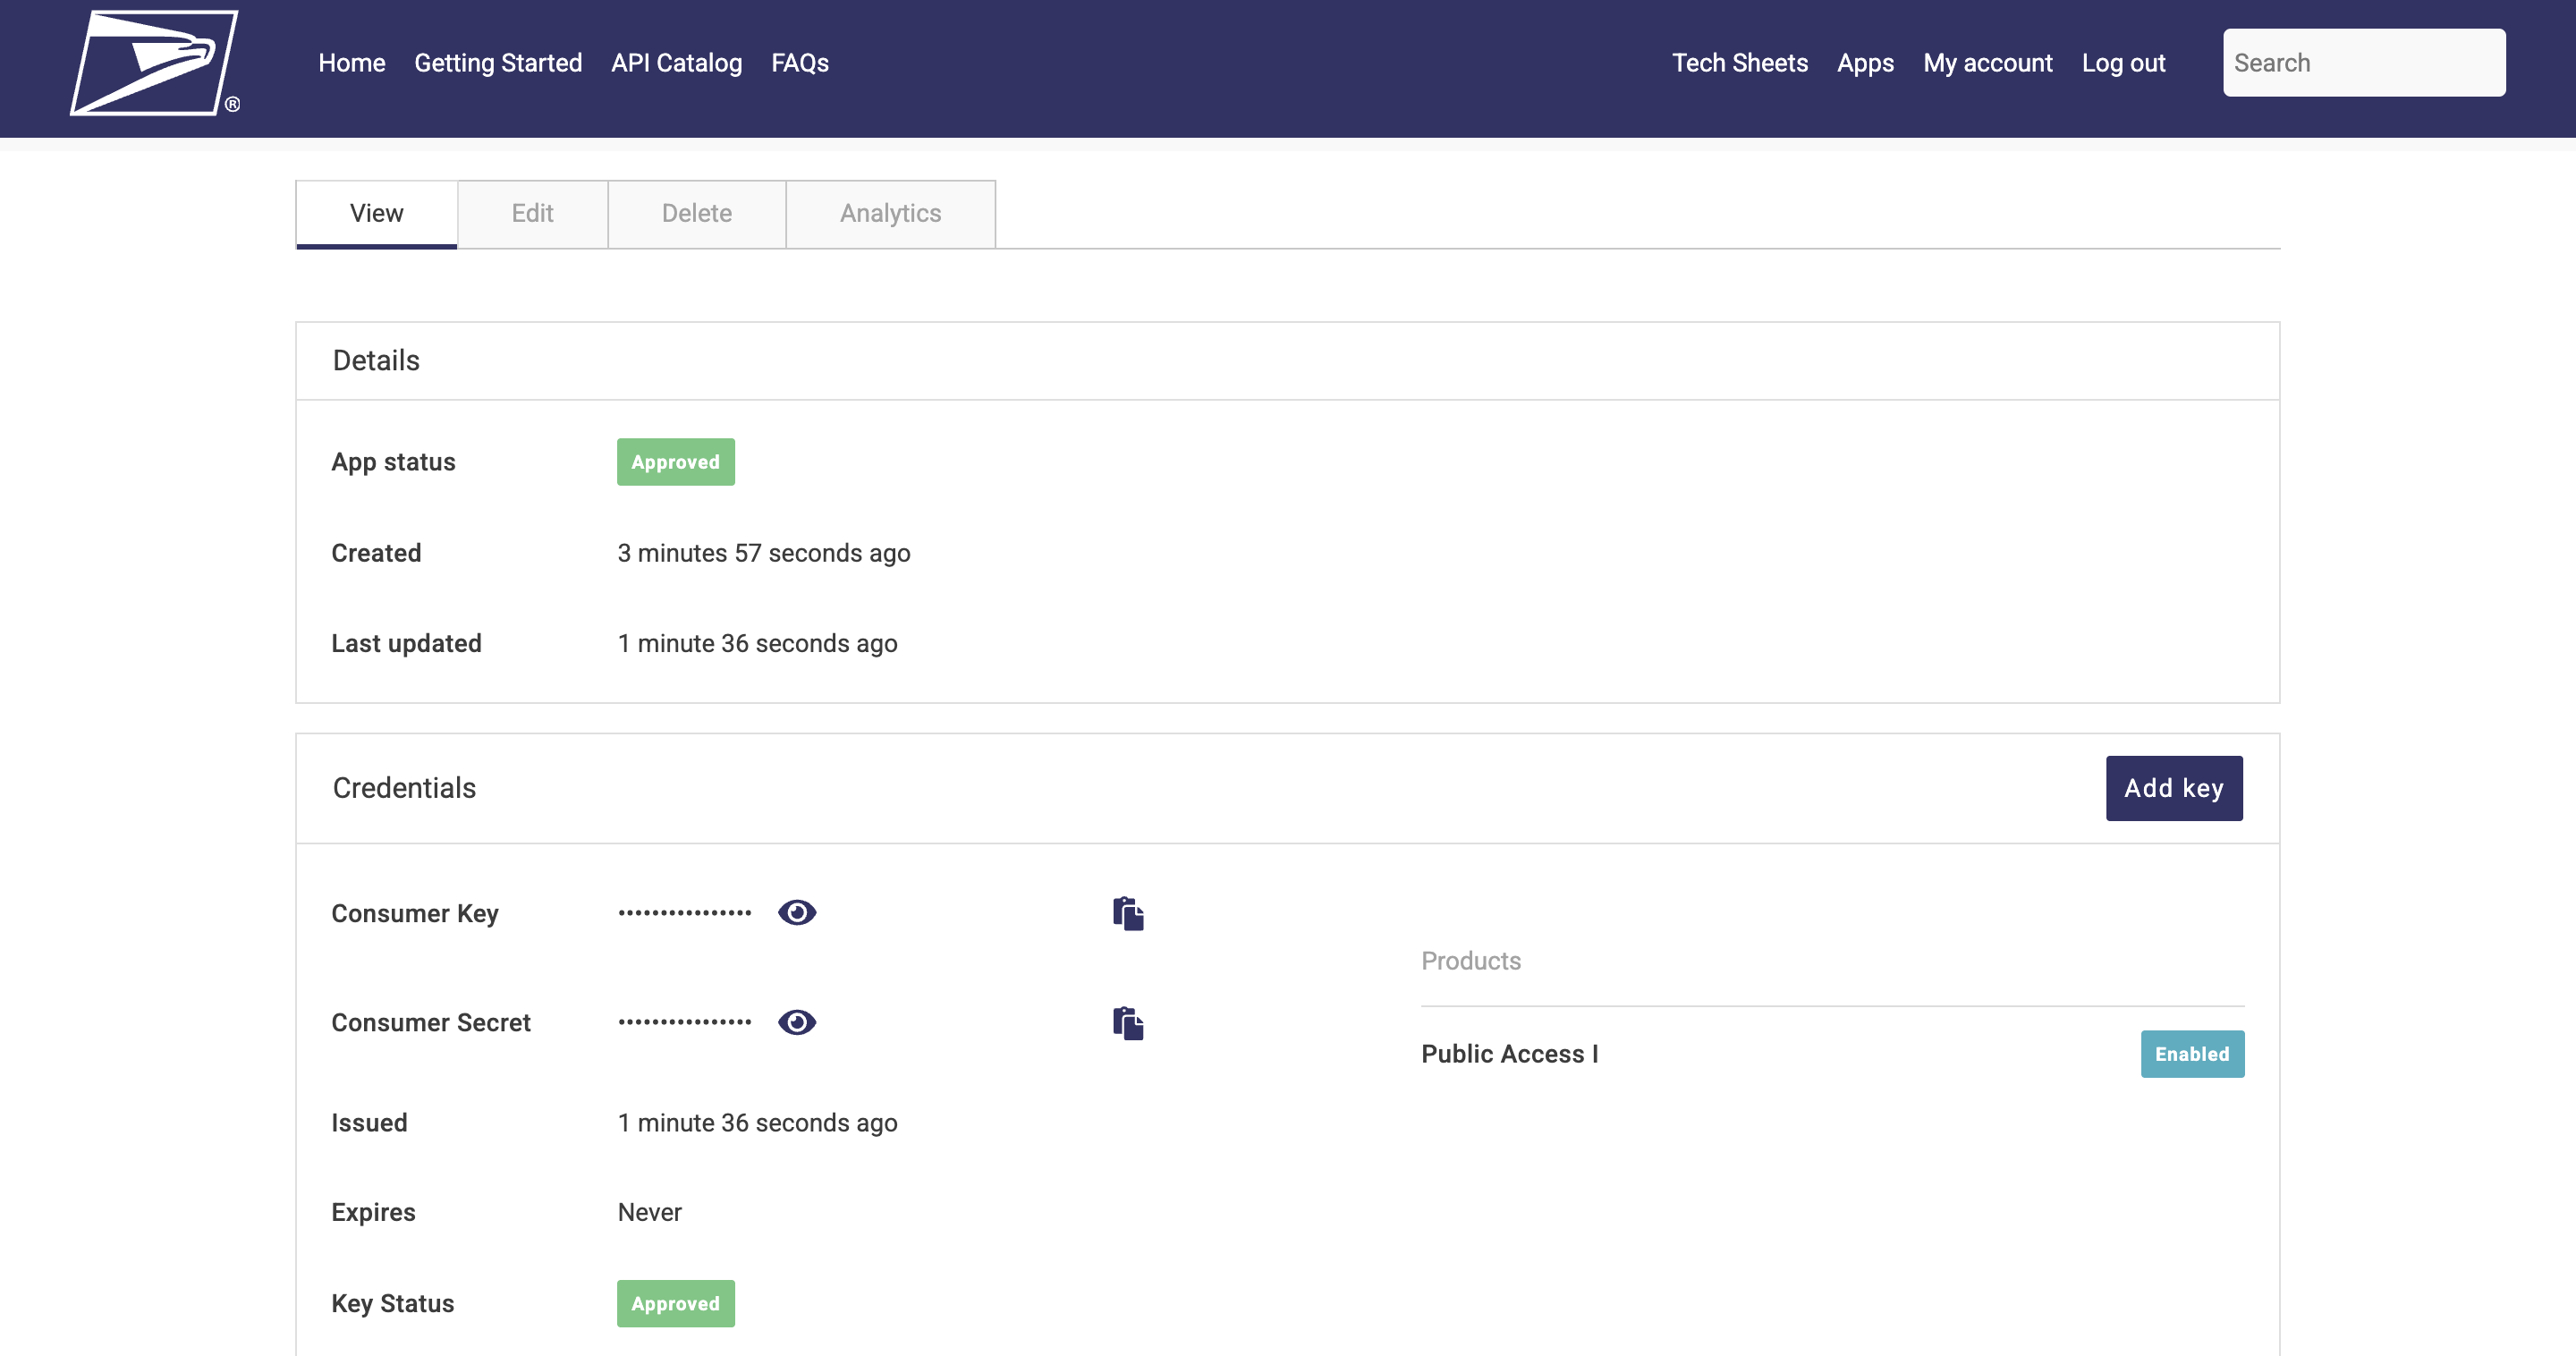 ®
Home Getting Started API Catalog FAQs Tech Sheets Apps My account Log out Search
View Edit Delete Analytics
Details
App status Approved
Created 3 minutes 57 seconds ago
Last updated 1 minute 36 seconds ago
Credentials Add key
Consumer Key ••••••••••••••••
Consumer Secret ••••••••••••••••
Issued 1 minute 36 seconds ago
Expires Never
Key Status Approved
Products
Public Access I Enabled